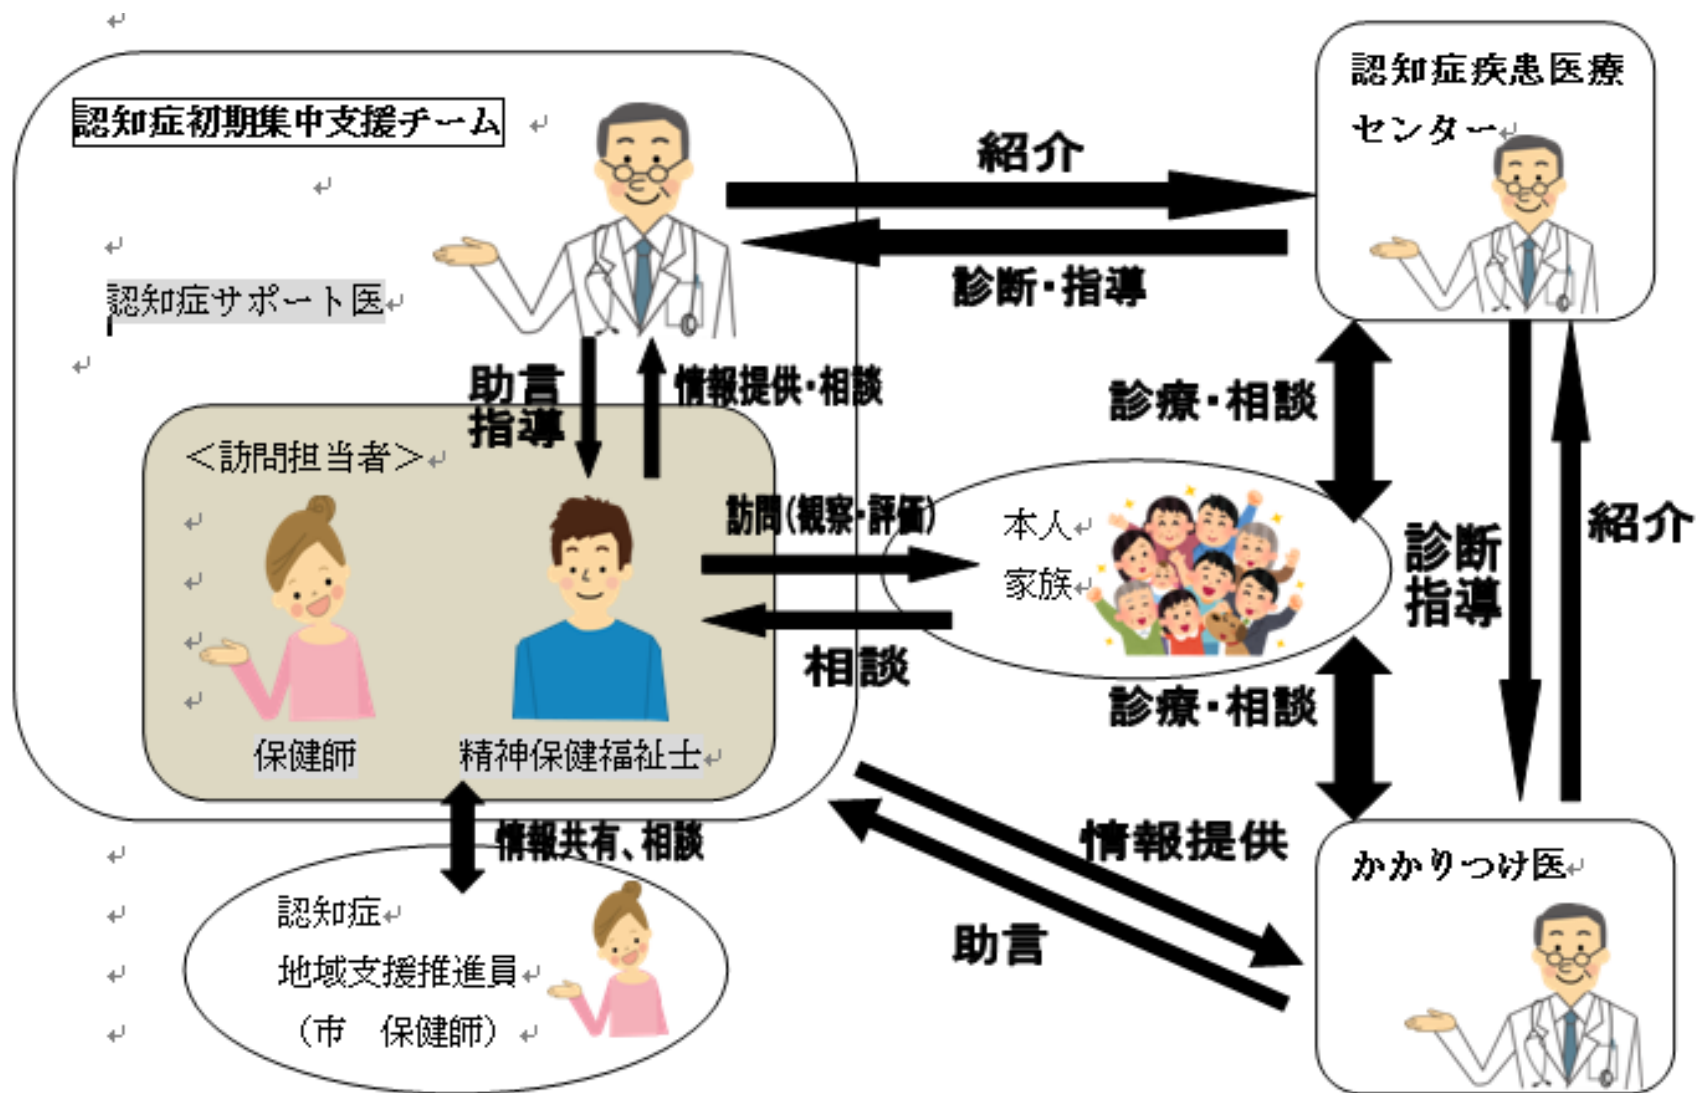 認知症初期集中支援チーム
認知症サポート医
紹介
診断・指導
認知症疾患医療
センター
助言
指導
情報提供・相談
<訪問担当者>
保健師
精神保健福祉士
訪問(観察・評価)
相談
本人
家族
診療・相談
診療・相談
診断
指導
紹介
情報共有、相談
認知症
地域支援推進員
（市　保健師）
情報提供
助言
かかりつけ医